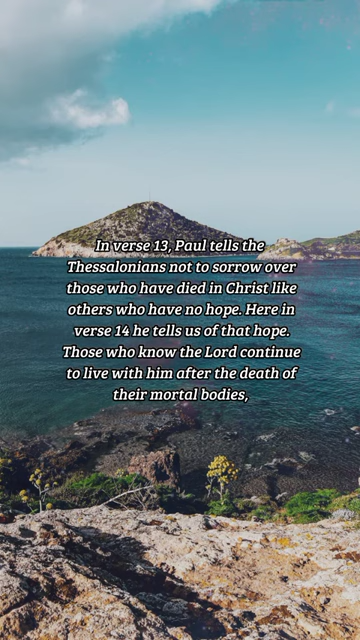 In verse 13, Paul tells the
Thessalonians not to sorrow over
those who have died in Christ like
others who have no hope. Here in
verse 14 he tells us of that hope.
Those who know the Lord continue
to live with him after the death of
their mortal bodies,